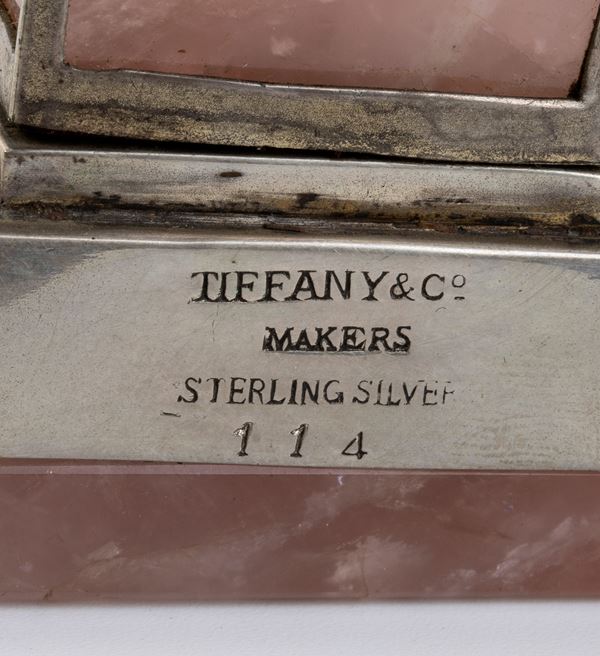 TIFFANY & Cº
MAKERS
STERLING SILVER
114